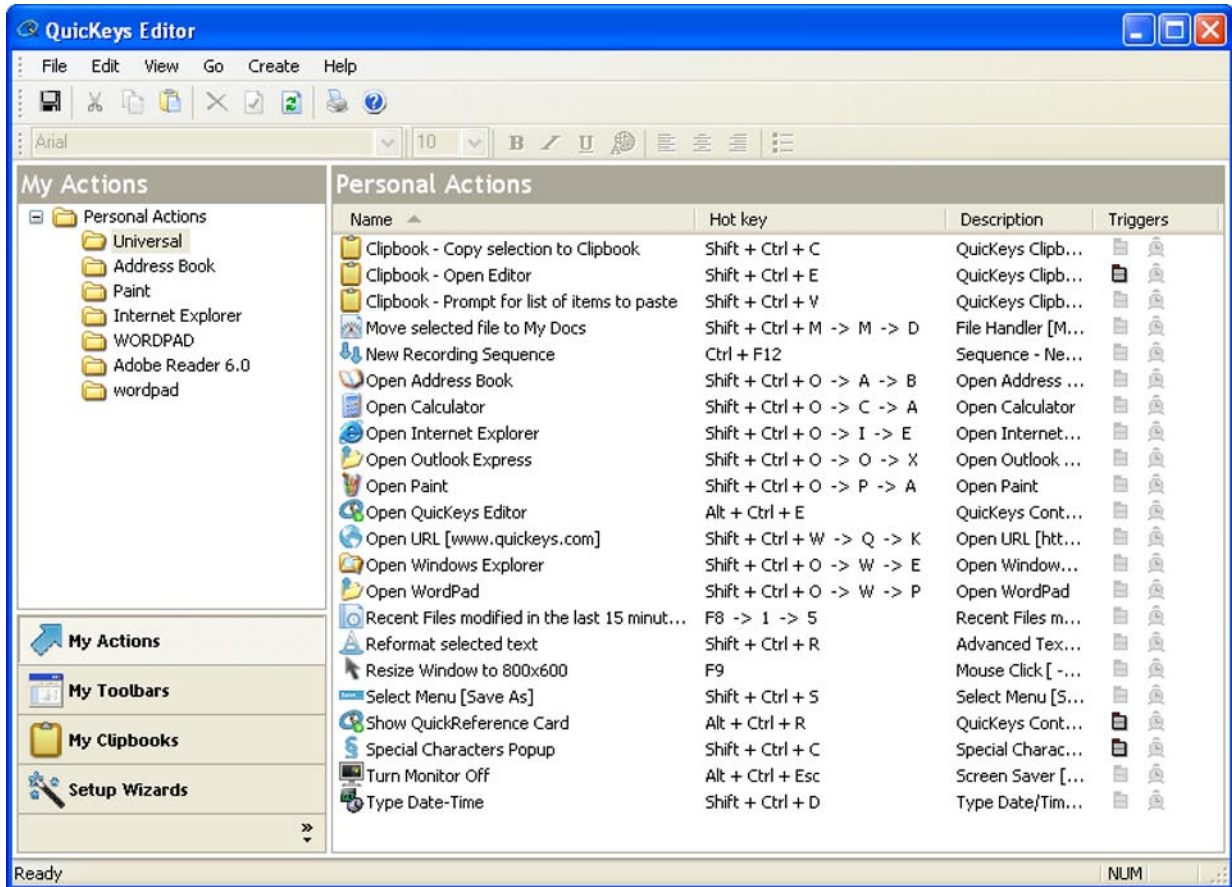 QuicKeys Editor
File Edit View Go Create Help
Arial 10 B I U
My Actions
Personal Actions
Universal
Address Book
Paint
Internet Explorer
WORDPAD
Adobe Reader 6.0
wordpad
My Actions
My Toolbars
My Clipbooks
Setup Wizards
Personal Actions
Name Hot key Description Triggers
Clipbook - Copy selection to Clipbook Shift + Ctrl + C QuicKeys Clipb...
Clipbook - Open Editor Shift + Ctrl + E QuicKeys Clipb...
Clipbook - Prompt for list of items to paste Shift + Ctrl + V QuicKeys Clipb...
Move selected file to My Docs Shift + Ctrl + M -> M -> D File Handler [M...
New Recording Sequence Ctrl + F12 Sequence - Ne...
Open Address Book Shift + Ctrl + O -> A -> B Open Address ...
Open Calculator Shift + Ctrl + O -> C -> A Open Calculator
Open Internet Explorer Shift + Ctrl + O -> I -> E Open Internet...
Open Outlook Express Shift + Ctrl + O -> O -> X Open Outlook ...
Open Paint Shift + Ctrl + O -> P -> A Open Paint
Open QuicKeys Editor Alt + Ctrl + E QuicKeys Cont...
Open URL [www.quickeys.com] Shift + Ctrl + W -> Q -> K Open URL [htt...
Open Windows Explorer Shift + Ctrl + O -> W -> E Open Window...
Open WordPad Shift + Ctrl + O -> W -> P Open WordPad
Recent Files modified in the last 15 minut... F8 -> 1 -> 5 Recent Files m...
Reformat selected text Shift + Ctrl + R Advanced Tex...
Resize Window to 800x600 F9 Mouse Click [ -...
Select Menu [Save As] Shift + Ctrl + S Select Menu [S...
Show QuickReference Card Alt + Ctrl + R QuicKeys Cont...
Special Characters Popup Shift + Ctrl + C Special Charac...
Turn Monitor Off Alt + Ctrl + Esc Screen Saver [...
Type Date-Time Shift + Ctrl + D Type Date/Tim...
Ready NUM